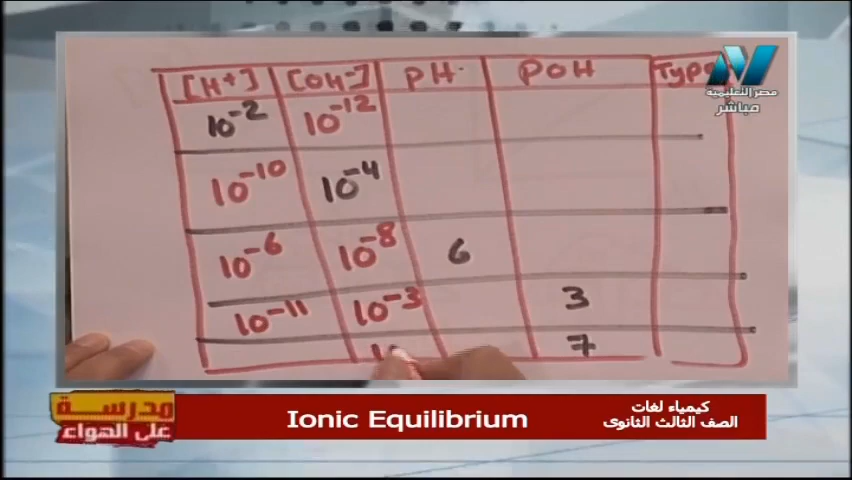 [H+] [OH-] PH POH Type
مصر التعليمية
مباشر
10-2 10-12
10-10 10-4
10-6 10-8 6
10-11 10-3 3
7
مدرسة
على الهواء
Ionic Equilibrium
كيمياء لغات
الصف الثالث الثانوى